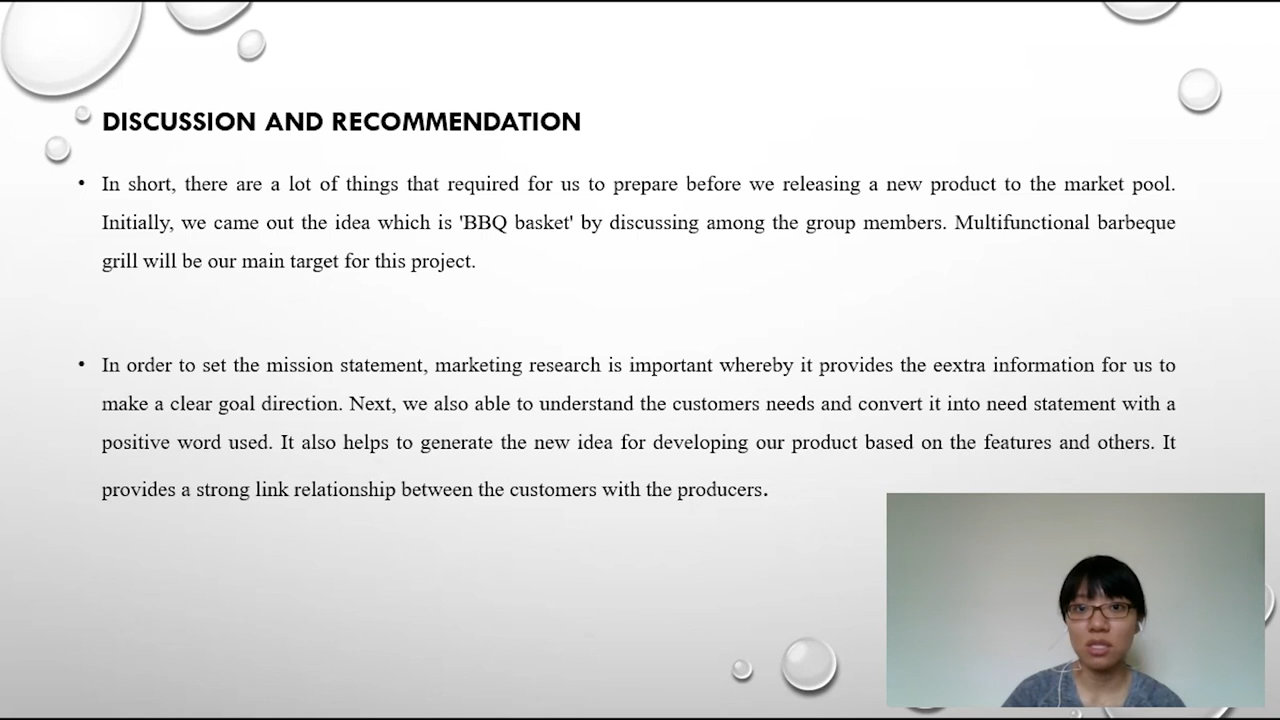 DISCUSSION AND RECOMMENDATION
• In short, there are a lot of things that required for us to prepare before we releasing a new product to the market pool.
Initially, we came out the idea which is 'BBQ basket' by discussing among the group members. Multifunctional barbeque
grill will be our main target for this project.
• In order to set the mission statement, marketing research is important whereby it provides the eextra information for us to
make a clear goal direction. Next, we also able to understand the customers needs and convert it into need statement with a
positive word used. It also helps to generate the new idea for developing our product based on the features and others. It
provides a strong link relationship between the customers with the producers.